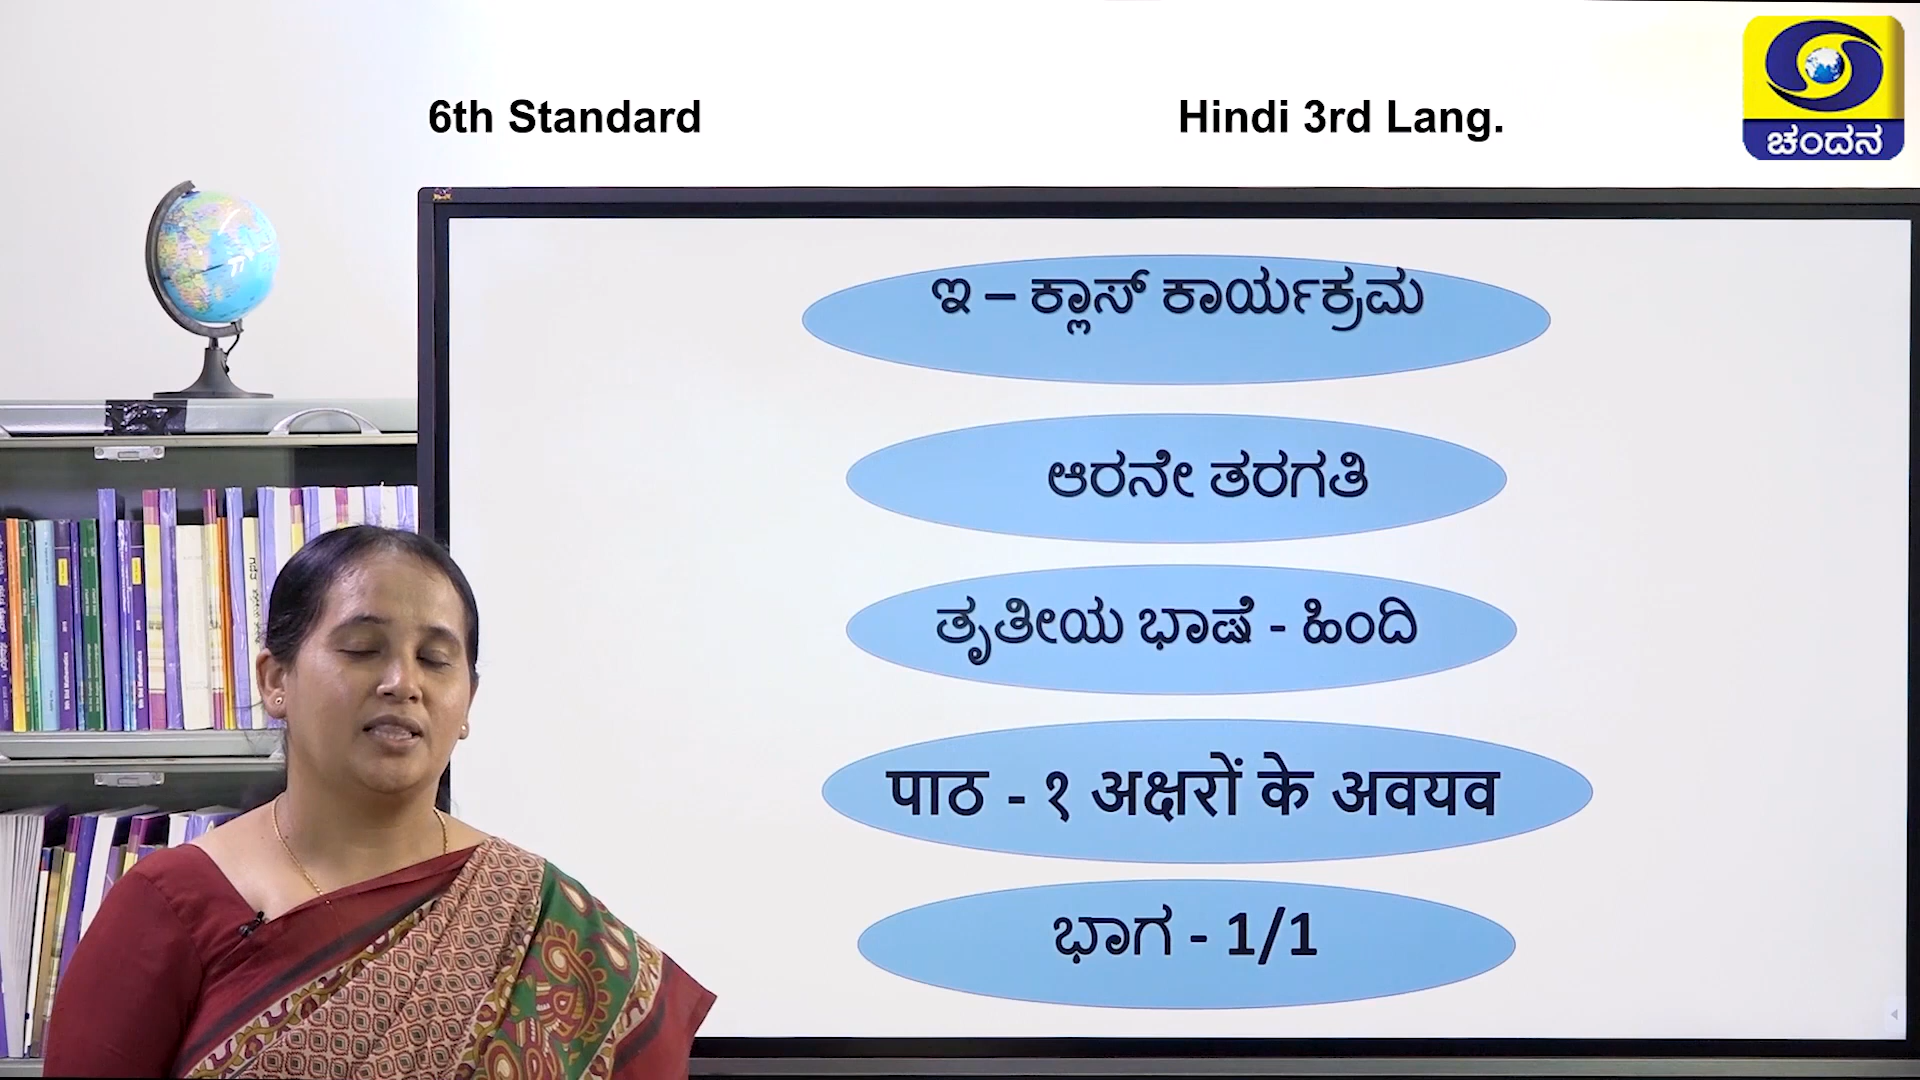 6th Standard
Hindi 3rd Lang.
ಚಂದನ
ಇ – ಕ್ಲಾಸ್ ಕಾರ್ಯಕ್ರಮ
ಆರನೇ ತರಗತಿ
ತೃತೀಯ ಭಾಷೆ - ಹಿಂದಿ
पाठ - १ अक्षरों के अवयव
ಭಾಗ - 1/1